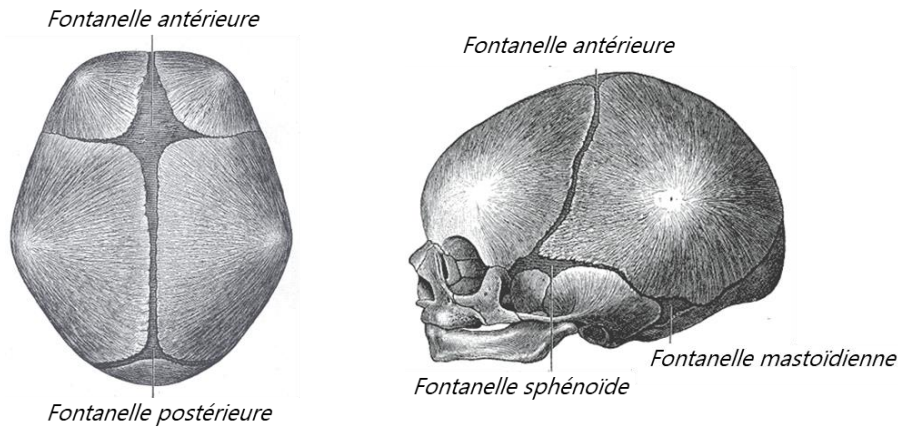 Fontanelle antérieure
Fontanelle postérieure
Fontanelle antérieure
Fontanelle sphénoïde
Fontanelle mastoïdienne